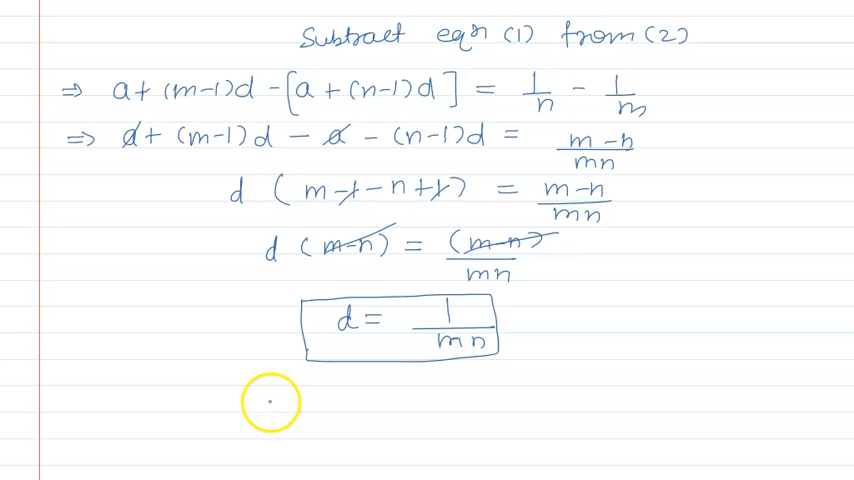 Subtract eqn (1) from (2)
⇒ a + (m-1)d - [a + (n-1)d] = 1/n - 1/m
⇒ a + (m-1)d - a - (n-1)d = m-n/mn
d (m-1-n+1) = m-n/mn
d (m-n) = (m-n)/mn
d = 1/mn